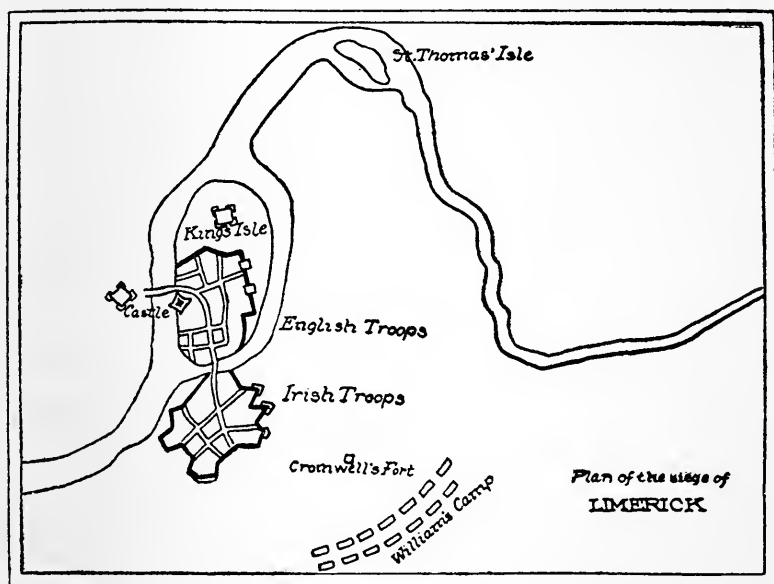 St. Thomas' Isle
Kings Isle
Castle
English Troops
Irish Troops
Cromwell's Fort
William's Camp
Plan of the siege of
LIMERICK